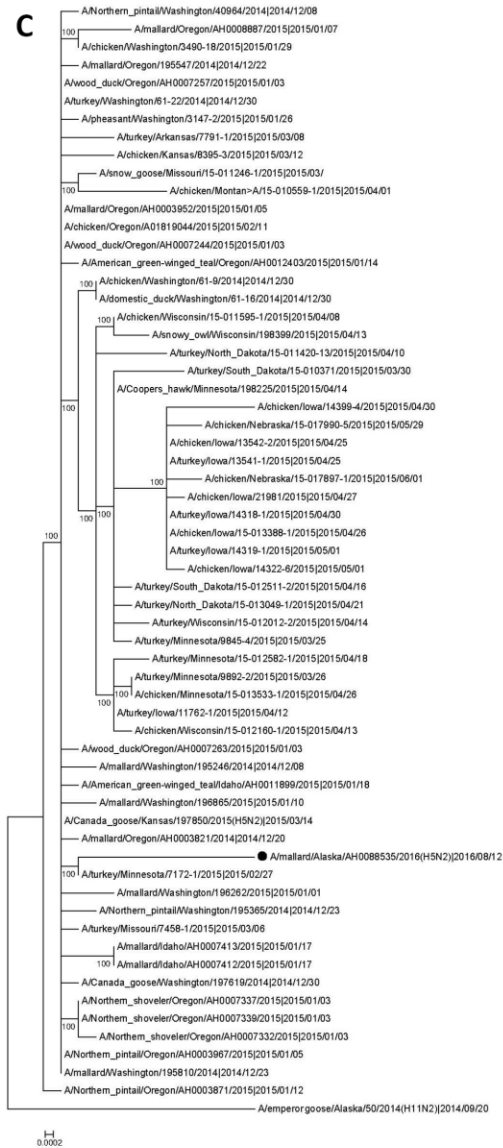 C
A/Northern_pintail/Washington/40964/2014|2014/12/08
A/mallard/Oregon/AH0008887/2015|2015/01/07
100
A/chicken/Washington/3490-18/2015|2015/01/29
A/mallard/Oregon/195547/2014|2014/12/22
A/wood_duck/Oregon/AH0007257/2015|2015/01/03
A/turkey/Washington/61-22/2014|2014/12/30
A/pheasant/Washington/3147-2/2015|2015/01/26
A/turkey/Arkansas/7791-1/2015|2015/03/08
A/chicken/Kansas/8395-3/2015|2015/03/12
A/snow_goose/Missouri/15-011246-1/2015|2015/03/
100
A/chicken/Montan>A/15-010559-1/2015|2015/04/01
A/mallard/Oregon/AH0003952/2015|2015/01/05
A/chicken/Oregon/A01819044/2015|2015/02/11
A/wood_duck/Oregon/AH0007244/2015|2015/01/03
A/American_green-winged_teal/Oregon/AH0012403/2015|2015/01/14
A/chicken/Washington/61-9/2014|2014/12/30
100
A/domestic_duck/Washington/61-16/2014|2014/12/30
A/chicken/Wisconsin/15-011595-1/2015|2015/04/08
100
100
A/snowy_owl/Wisconsin/198399/2015|2015/04/13
A/turkey/North_Dakota/15-011420-13/2015|2015/04/10
A/turkey/South_Dakota/15-010371/2015|2015/03/30
A/Coopers_hawk/Minnesota/198225/2015|2015/04/14
A/chicken/Iowa/14399-4/2015|2015/04/30
A/chicken/Nebraska/15-017990-5/2015|2015/05/29
A/chicken/Iowa/13542-2/2015|2015/04/25
A/turkey/Iowa/13541-1/2015|2015/04/25
100
A/chicken/Nebraska/15-017897-1/2015|2015/06/01
A/chicken/Iowa/21981/2015|2015/04/27
100
100
100
A/turkey/Iowa/14318-1/2015|2015/04/30
A/chicken/Iowa/15-013388-1/2015|2015/04/26
100
A/turkey/Iowa/14319-1/2015|2015/05/01
A/chicken/Iowa/14322-6/2015|2015/05/01
A/turkey/South_Dakota/15-012511-2/2015|2015/04/16
A/turkey/North_Dakota/15-013049-1/2015|2015/04/21
A/turkey/Wisconsin/15-012012-2/2015|2015/04/14
A/turkey/Minnesota/9845-4/2015|2015/03/25
A/turkey/Minnesota/15-012582-1/2015|2015/04/18
A/turkey/Minnesota/9892-2/2015|2015/03/26
100
100
A/chicken/Minnesota/15-013533-1/2015|2015/04/26
A/turkey/Iowa/11762-1/2015|2015/04/12
A/chicken/Wisconsin/15-012160-1/2015|2015/04/13
A/wood_duck/Oregon/AH0007263/2015|2015/01/03
A/mallard/Washington/195246/2014|2014/12/08
A/American_green-winged_teal/Idaho/AH0011899/2015|2015/01/18
A/mallard/Washington/196865/2015|2015/01/10
A/Canada_goose/Kansas/197850/2015(H5N2)|2015/03/14
A/mallard/Oregon/AH0003821/2014|2014/12/20
A/mallard/Alaska/AH0088535/2016(H5N2)|2016/08/12
100
A/turkey/Minnesota/7172-1/2015|2015/02/27
A/mallard/Washington/196262/2015|2015/01/01
A/Northern_pintail/Washington/195365/2014|2014/12/23
A/turkey/Missouri/7458-1/2015|2015/03/06
A/mallard/Idaho/AH0007413/2015|2015/01/17
100
A/mallard/Idaho/AH0007412/2015|2015/01/17
A/Canada_goose/Washington/197619/2014|2014/12/30
A/Northern_shoveler/Oregon/AH0007337/2015|2015/01/03
100
A/Northern_shoveler/Oregon/AH0007339/2015|2015/01/03
A/Northern_shoveler/Oregon/AH0007332/2015|2015/01/03
A/Northern_pintail/Oregon/AH0003967/2015|2015/01/05
A/mallard/Washington/195810/2014|2014/12/23
A/Northern_pintail/Oregon/AH0003871/2015|2015/01/12
A/emperor goose/Alaska/50/2014(H11N2)|2014/09/20
0.0002